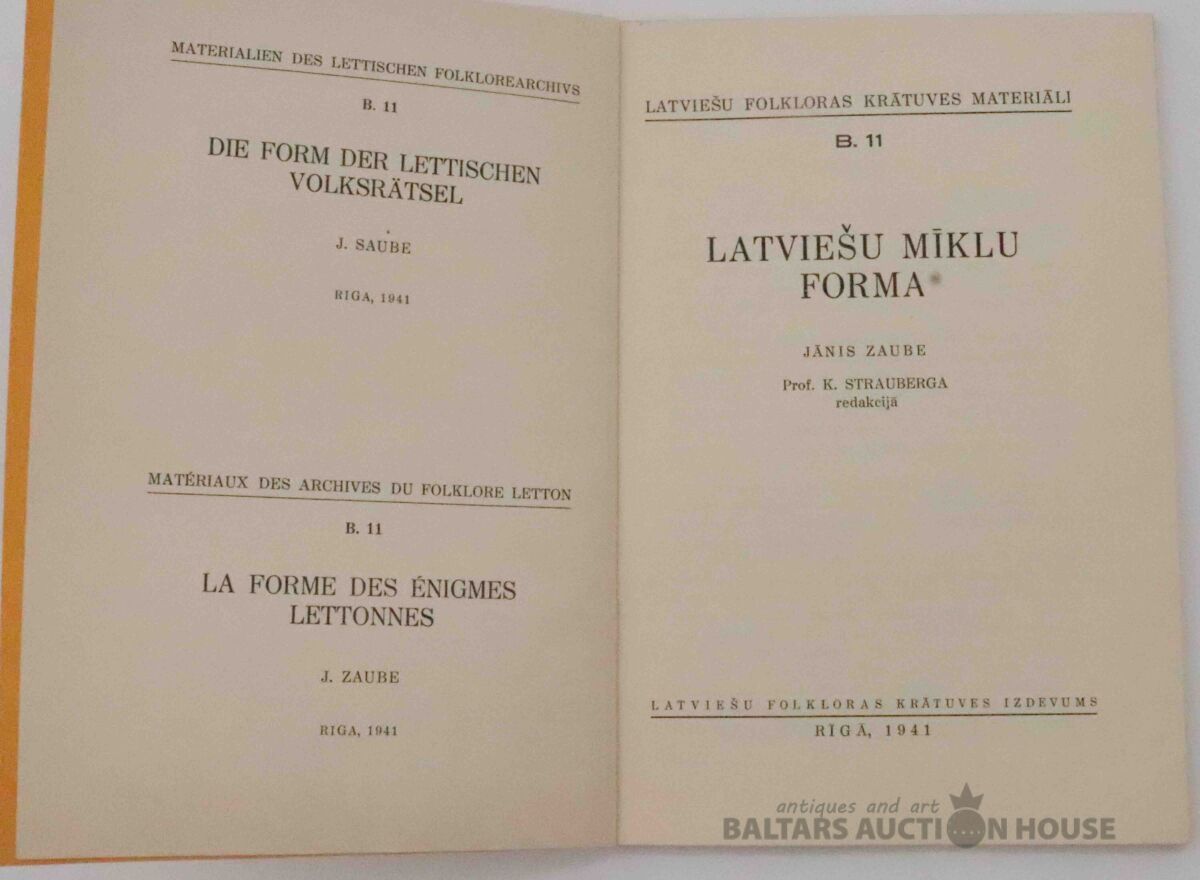 MATERIALIEN DES LETTISCHEN FOLKLOREARCHIVS
B. 11
DIE FORM DER LETTISCHEN
VOLKSRÄTSEL
J. SAUBE
RIGA, 1941
MATÉRIAUX DES ARCHIVES DU FOLKLORE LETTON
B. 11
LA FORME DES ÉNIGMES
LETTONNES
J. ZAUBE
RIGA, 1941
LATVIEŠU FOLKLORAS KRĀTUVES MATERIĀLI
B. 11
LATVIEŠU MĪKLU
FORMA
JĀNIS ZAUBE
Prof. K. STRAUBERGA
redakcijā
LATVIEŠU FOLKLORAS KRĀTUVES IZDEVUMS
RĪGĀ, 1941
antiques and art
BALTARS AUCTION HOUSE